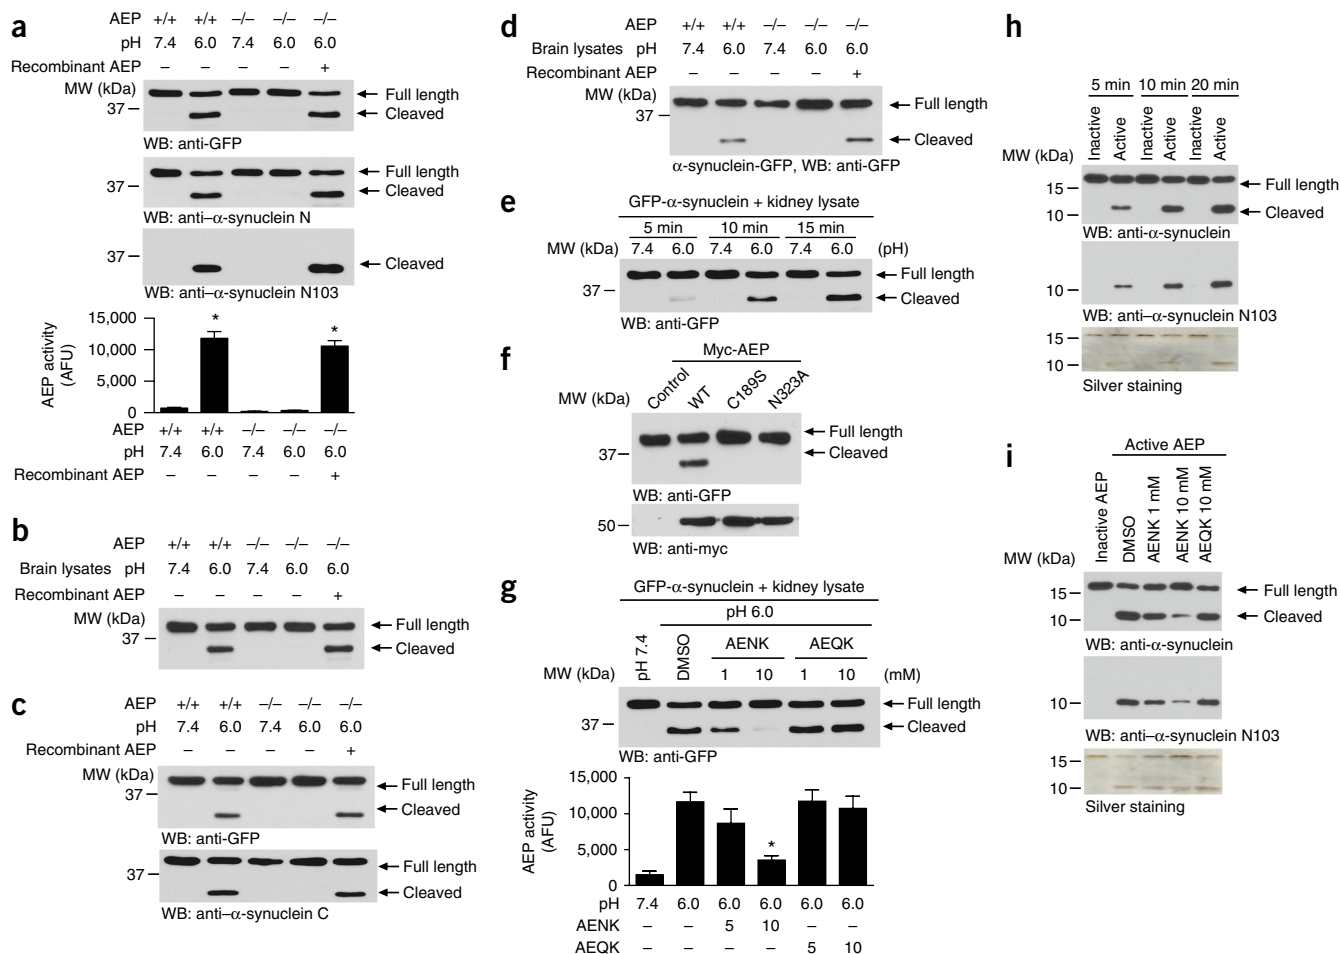 a
AEP +/+ +/+ –/– –/– –/–
pH 7.4 6.0 7.4 6.0 6.0
Recombinant AEP – – – – +
MW (kDa)
37
Full length
Cleaved
WB: anti-GFP
37
Full length
Cleaved
WB: anti–α-synuclein N
37
Cleaved
WB: anti–α-synuclein N103
AEP activity
(AFU)
15,000
10,000
5,000
0
* *
AEP +/+ +/+ –/– –/– –/–
pH 7.4 6.0 7.4 6.0 6.0
Recombinant AEP – – – – +
b
AEP +/+ +/+ –/– –/– –/–
Brain lysates pH 7.4 6.0 7.4 6.0 6.0
Recombinant AEP – – – – +
MW (kDa)
37
Full length
Cleaved
c
AEP +/+ +/+ –/– –/– –/–
pH 7.4 6.0 7.4 6.0 6.0
Recombinant AEP – – – – +
MW (kDa)
37
Full length
Cleaved
WB: anti-GFP
37
Full length
Cleaved
WB: anti–α-synuclein C
d
AEP +/+ +/+ –/– –/– –/–
Brain lysates pH 7.4 6.0 7.4 6.0 6.0
Recombinant AEP – – – – +
MW (kDa)
37
Full length
Cleaved
α-synuclein-GFP, WB: anti-GFP
e
GFP-α-synuclein + kidney lysate
5 min 10 min 15 min
MW (kDa) 7.4 6.0 7.4 6.0 7.4 6.0 (pH)
37
Full length
Cleaved
WB: anti-GFP
f
Myc-AEP
MW (kDa) Control WT C189S N323A
37
Full length
Cleaved
WB: anti-GFP
50
WB: anti-myc
g
GFP-α-synuclein + kidney lysate
pH 6.0
pH 7.4 DMSO AENK AEQK
MW (kDa) 1 10 1 10 (mM)
37
Full length
Cleaved
WB: anti-GFP
AEP activity
(AFU)
15,000
10,000
5,000
0
*
pH 7.4 6.0 6.0 6.0 6.0 6.0
AENK – – 5 10 – –
AEQK – – – – 5 10
h
5 min 10 min 20 min
MW (kDa) Inactive Active Inactive Active Inactive Active
15
10
Full length
Cleaved
WB: anti-α-synuclein
10
WB: anti–α-synuclein N103
15
10
Silver staining
i
Active AEP
MW (kDa) Inactive AEP DMSO AENK 1 mM AENK 10 mM AEQK 10 mM
15
10
Full length
Cleaved
WB: anti-α-synuclein
10
WB: anti–α-synuclein N103
15
10
Silver staining